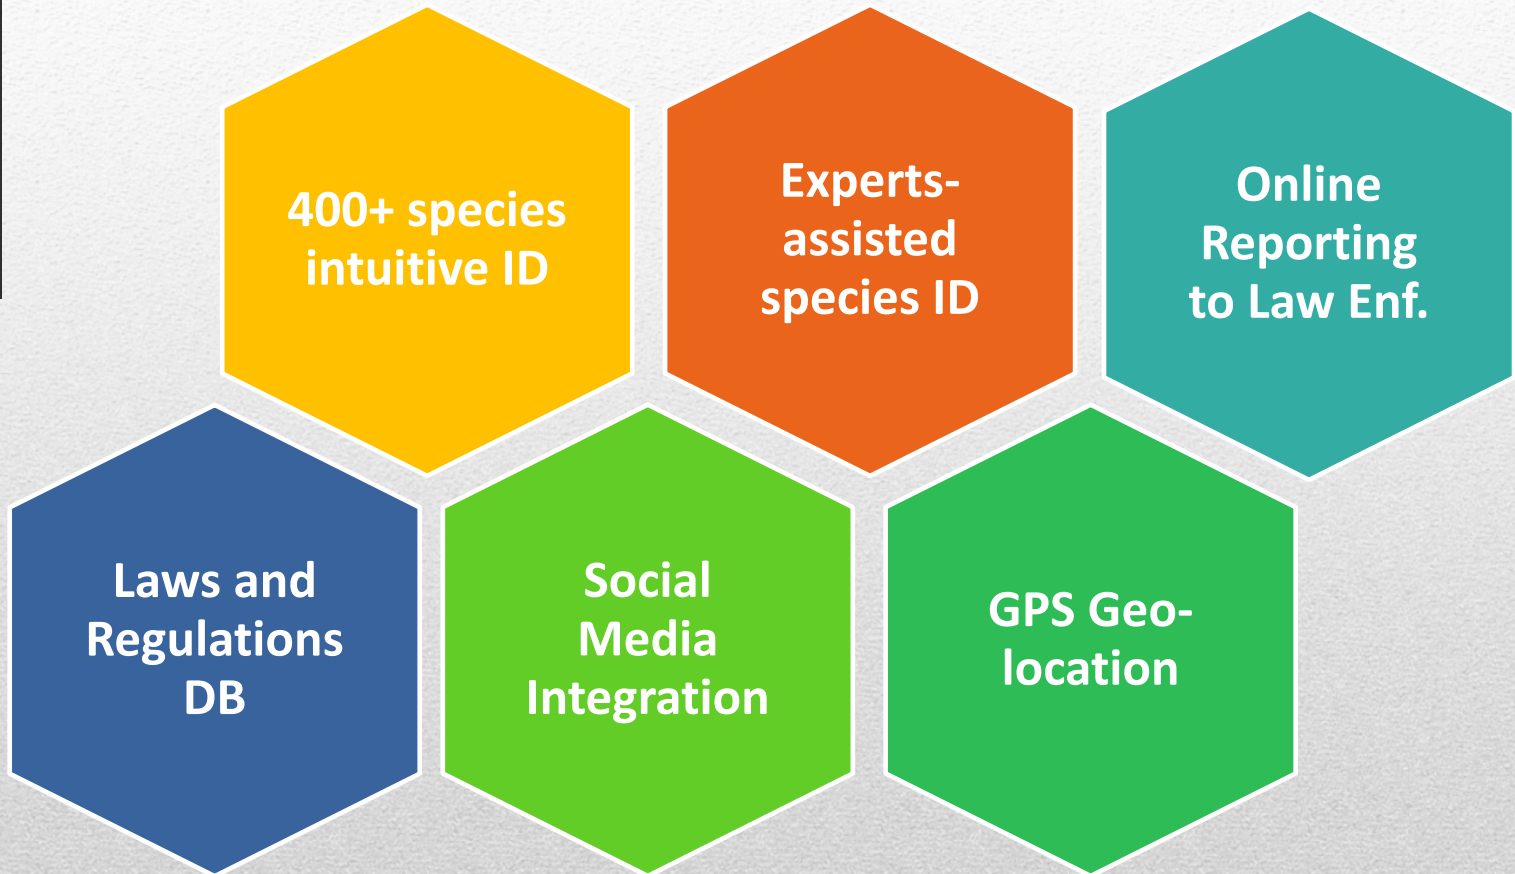 400+ species
intuitive ID
Experts-
assisted
species ID
Online
Reporting
to Law Enf.
Laws and
Regulations
DB
Social
Media
Integration
GPS Geo-
location